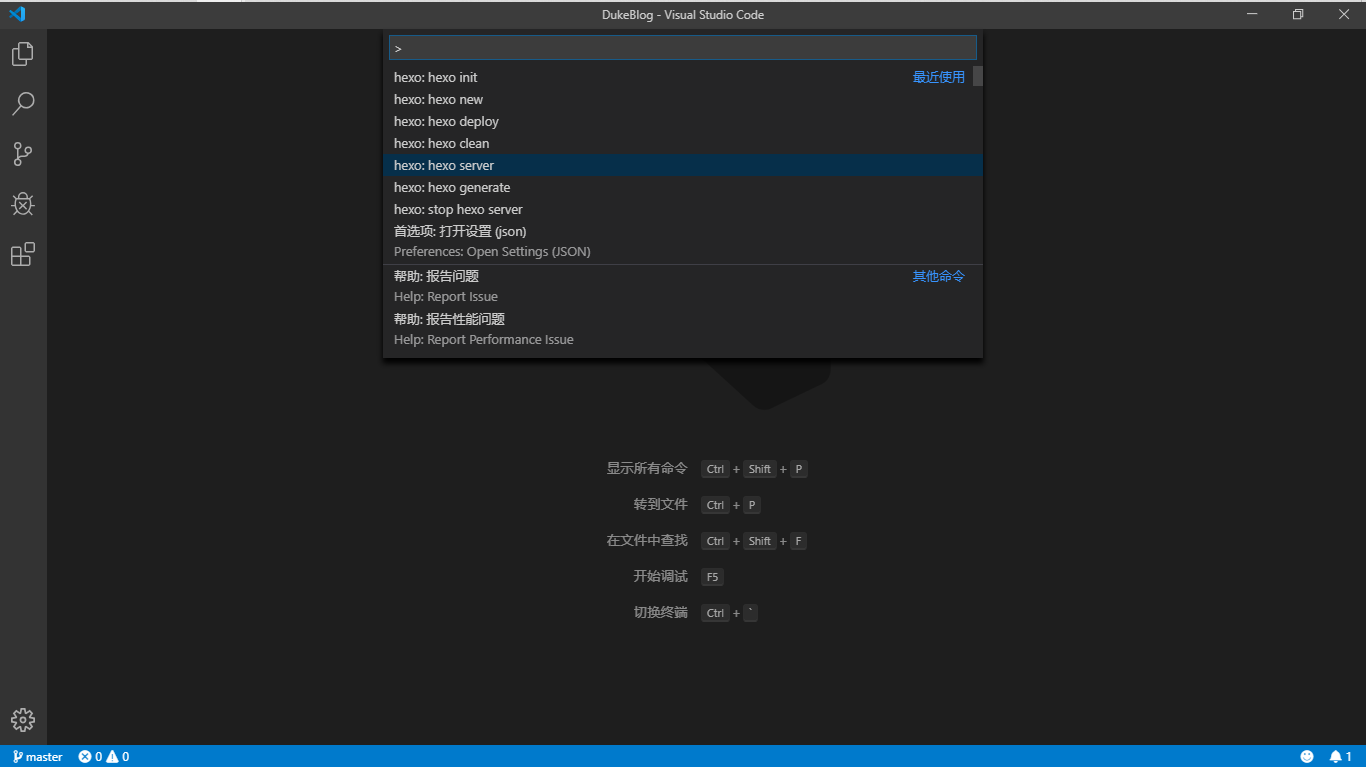 DukeBlog - Visual Studio Code
>
hexo: hexo init 最近使用
hexo: hexo new
hexo: hexo deploy
hexo: hexo clean
hexo: hexo server
hexo: hexo generate
hexo: stop hexo server
首选项: 打开设置 (json)
Preferences: Open Settings (JSON)
帮助: 报告问题 其他命令
Help: Report Issue
帮助: 报告性能问题
Help: Report Performance Issue
显示所有命令 Ctrl + Shift + P
转到文件 Ctrl + P
在文件中查找 Ctrl + Shift + F
开始调试 F5
切换终端 Ctrl + `
master 0 0 1